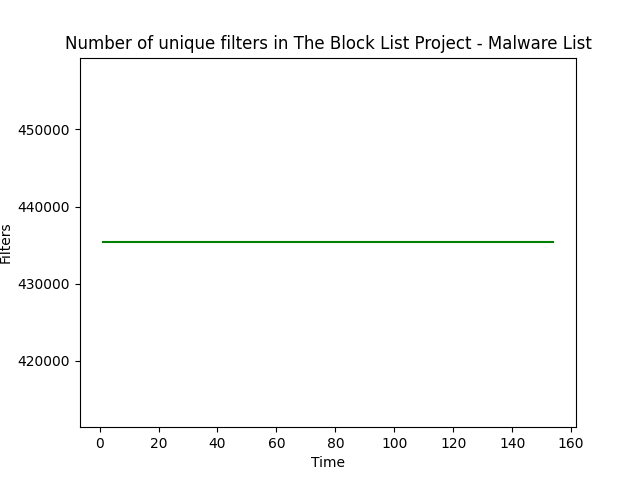 Number of unique filters in The Block List Project - Malware List
450000
440000
430000
420000
Filters
0 20 40 60 80 100 120 140 160
Time